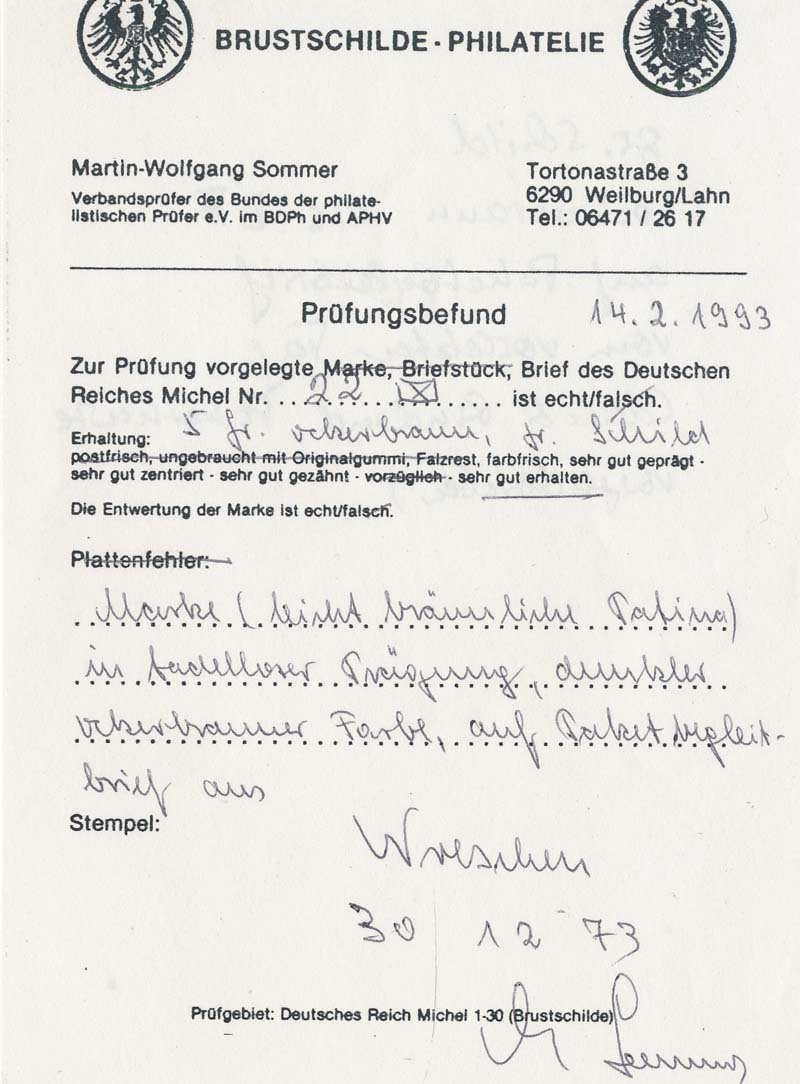 BRUSTSCHILDE - PHILATELIE
Martin-Wolfgang Sommer
Verbandsprüfer des Bundes der philate-
listischen Prüfer e.V. im BDPh und APHV
Tortonastraße 3
6290 Weilburg/Lahn
Tel.: 06471 / 26 17
Prüfungsbefund 14.2.1993
Zur Prüfung vorgelegte Marke, Briefstück, Brief des Deutschen
Reiches Michel Nr. 22 ist echt/falsch.
5 gr. ockerbraun, gr. Schild
Erhaltung:
postfrisch, ungebraucht mit Originalgummi, Falzrest, farbfrisch, sehr gut geprägt -
sehr gut zentriert - sehr gut gezähnt - vorzüglich - sehr gut erhalten.
Die Entwertung der Marke ist echt/falsch.
Plattenfehler:
Marke (leicht bräunliche Patina)
in tadelloser Prägung, dunkler
ockerbrauner Farbe, auf Paketbegleit-
brief aus
Stempel:
Wreschen
30 12 73
Prüfgebiet: Deutsches Reich Michel 1-30 (Brustschilde)
Sommer